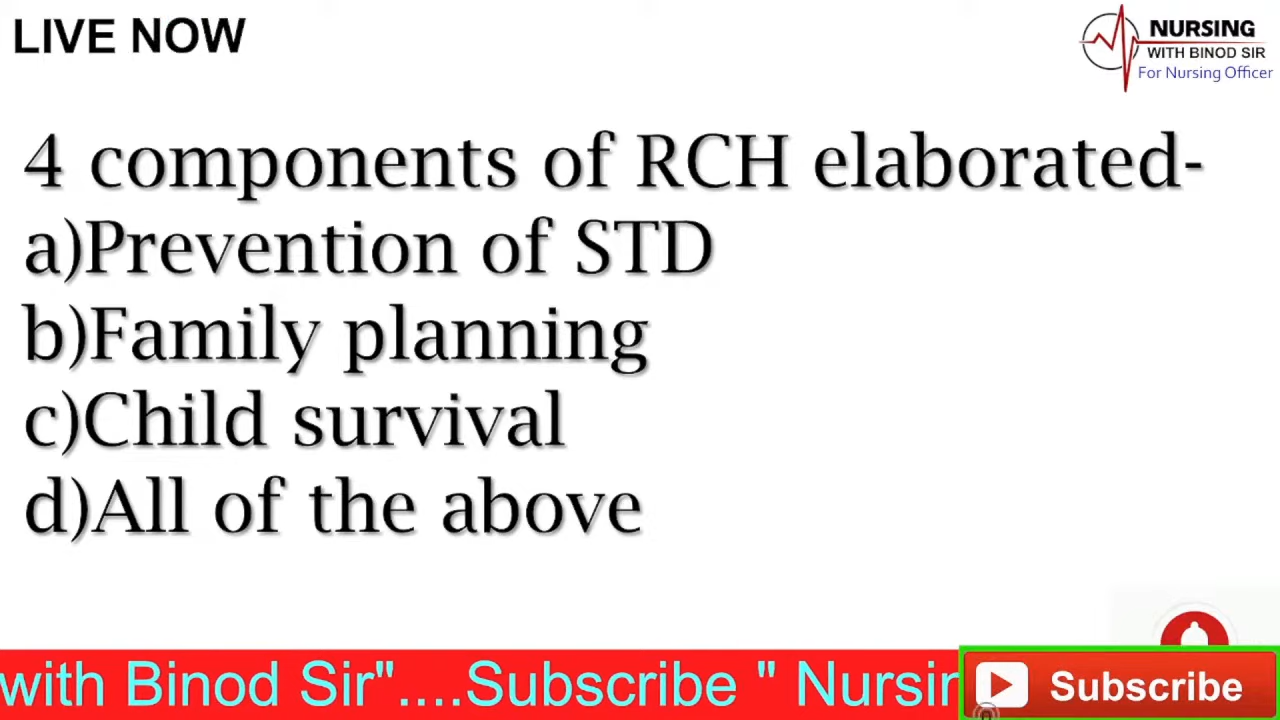 LIVE NOW
NURSING
WITH BINOD SIR
For Nursing Officer
4 components of RCH elaborated-
a)Prevention of STD
b)Family planning
c)Child survival
d)All of the above
with Binod Sir"....Subscribe " Nursin
Subscribe